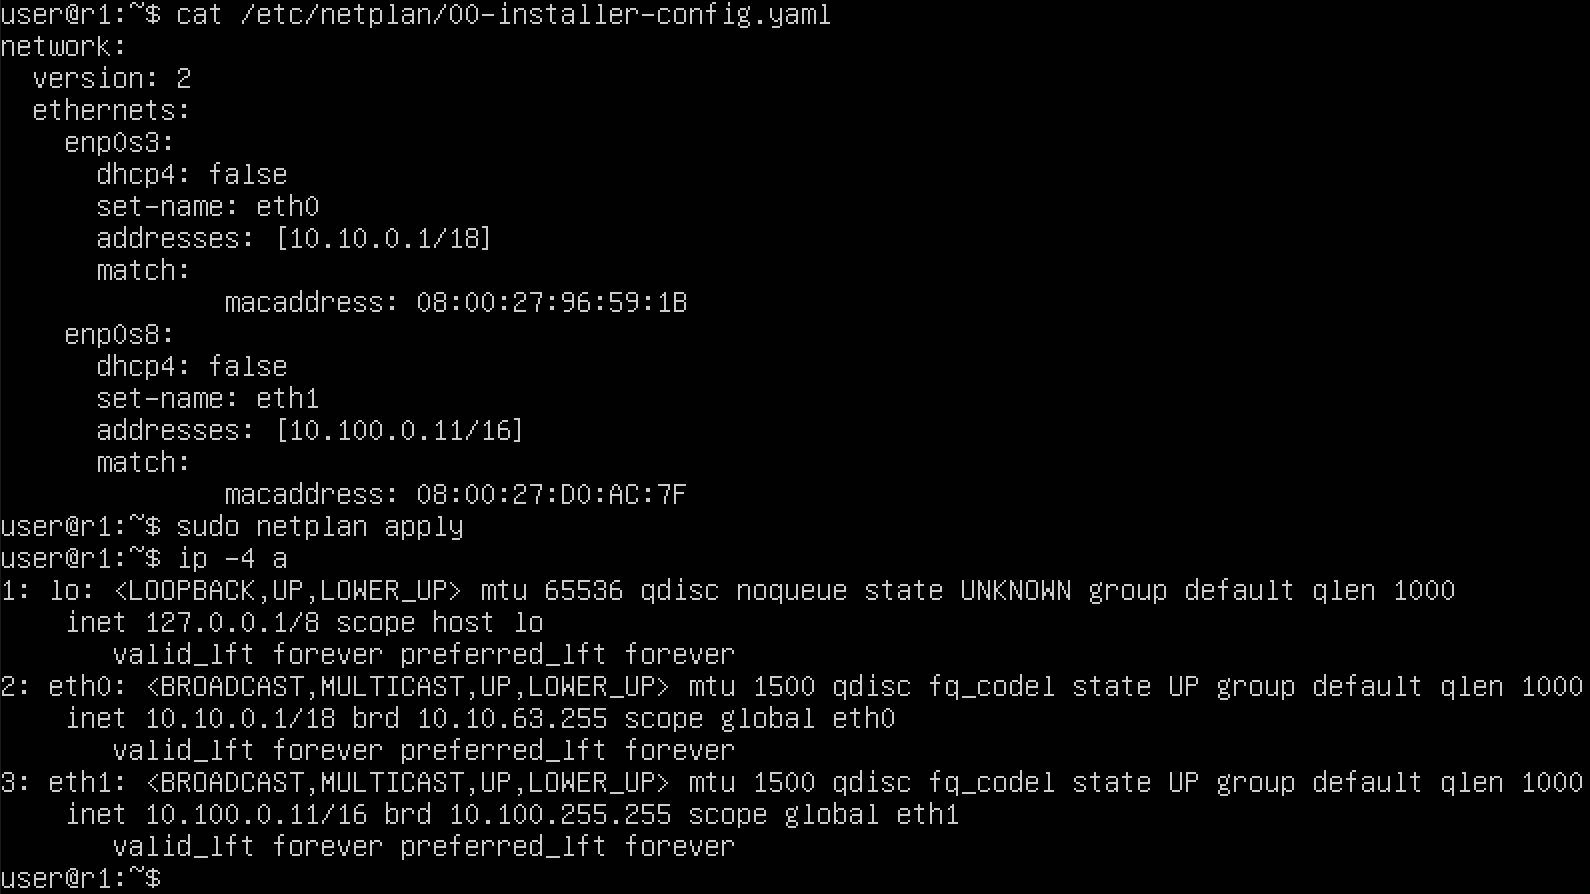 user@r1:~$ cat /etc/netplan/00-installer-config.yaml
network:
  version: 2
  ethernets:
    enp0s3:
      dhcp4: false
      set-name: eth0
      addresses: [10.10.0.1/18]
      match:
              macaddress: 08:00:27:96:59:1B
    enp0s8:
      dhcp4: false
      set-name: eth1
      addresses: [10.100.0.11/16]
      match:
              macaddress: 08:00:27:D0:AC:7F
user@r1:~$ sudo netplan apply
user@r1:~$ ip -4 a
1: lo: <LOOPBACK,UP,LOWER_UP> mtu 65536 qdisc noqueue state UNKNOWN group default qlen 1000
    inet 127.0.0.1/8 scope host lo
       valid_lft forever preferred_lft forever
2: eth0: <BROADCAST,MULTICAST,UP,LOWER_UP> mtu 1500 qdisc fq_codel state UP group default qlen 1000
    inet 10.10.0.1/18 brd 10.10.63.255 scope global eth0
       valid_lft forever preferred_lft forever
3: eth1: <BROADCAST,MULTICAST,UP,LOWER_UP> mtu 1500 qdisc fq_codel state UP group default qlen 1000
    inet 10.100.0.11/16 brd 10.100.255.255 scope global eth1
       valid_lft forever preferred_lft forever
user@r1:~$